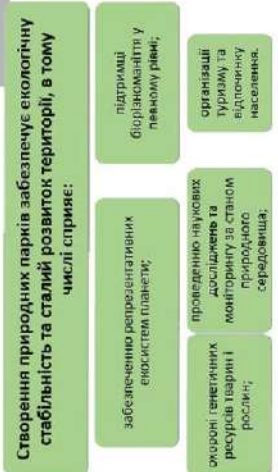 Створення природних парків забезпечує екологічну
стабільність та сталий розвиток території, в тому
числі сприяє:
забезпеченню репрезентативних
екосистем планети;
підтримці
біорізноманіття у
певному рівні;
охороні генетичних
ресурсів тварин і
рослин;
проведенню наукових
досліджень та
моніторингу за станом
природного
середовища;
організації
туризму та
відпочинку
населення.